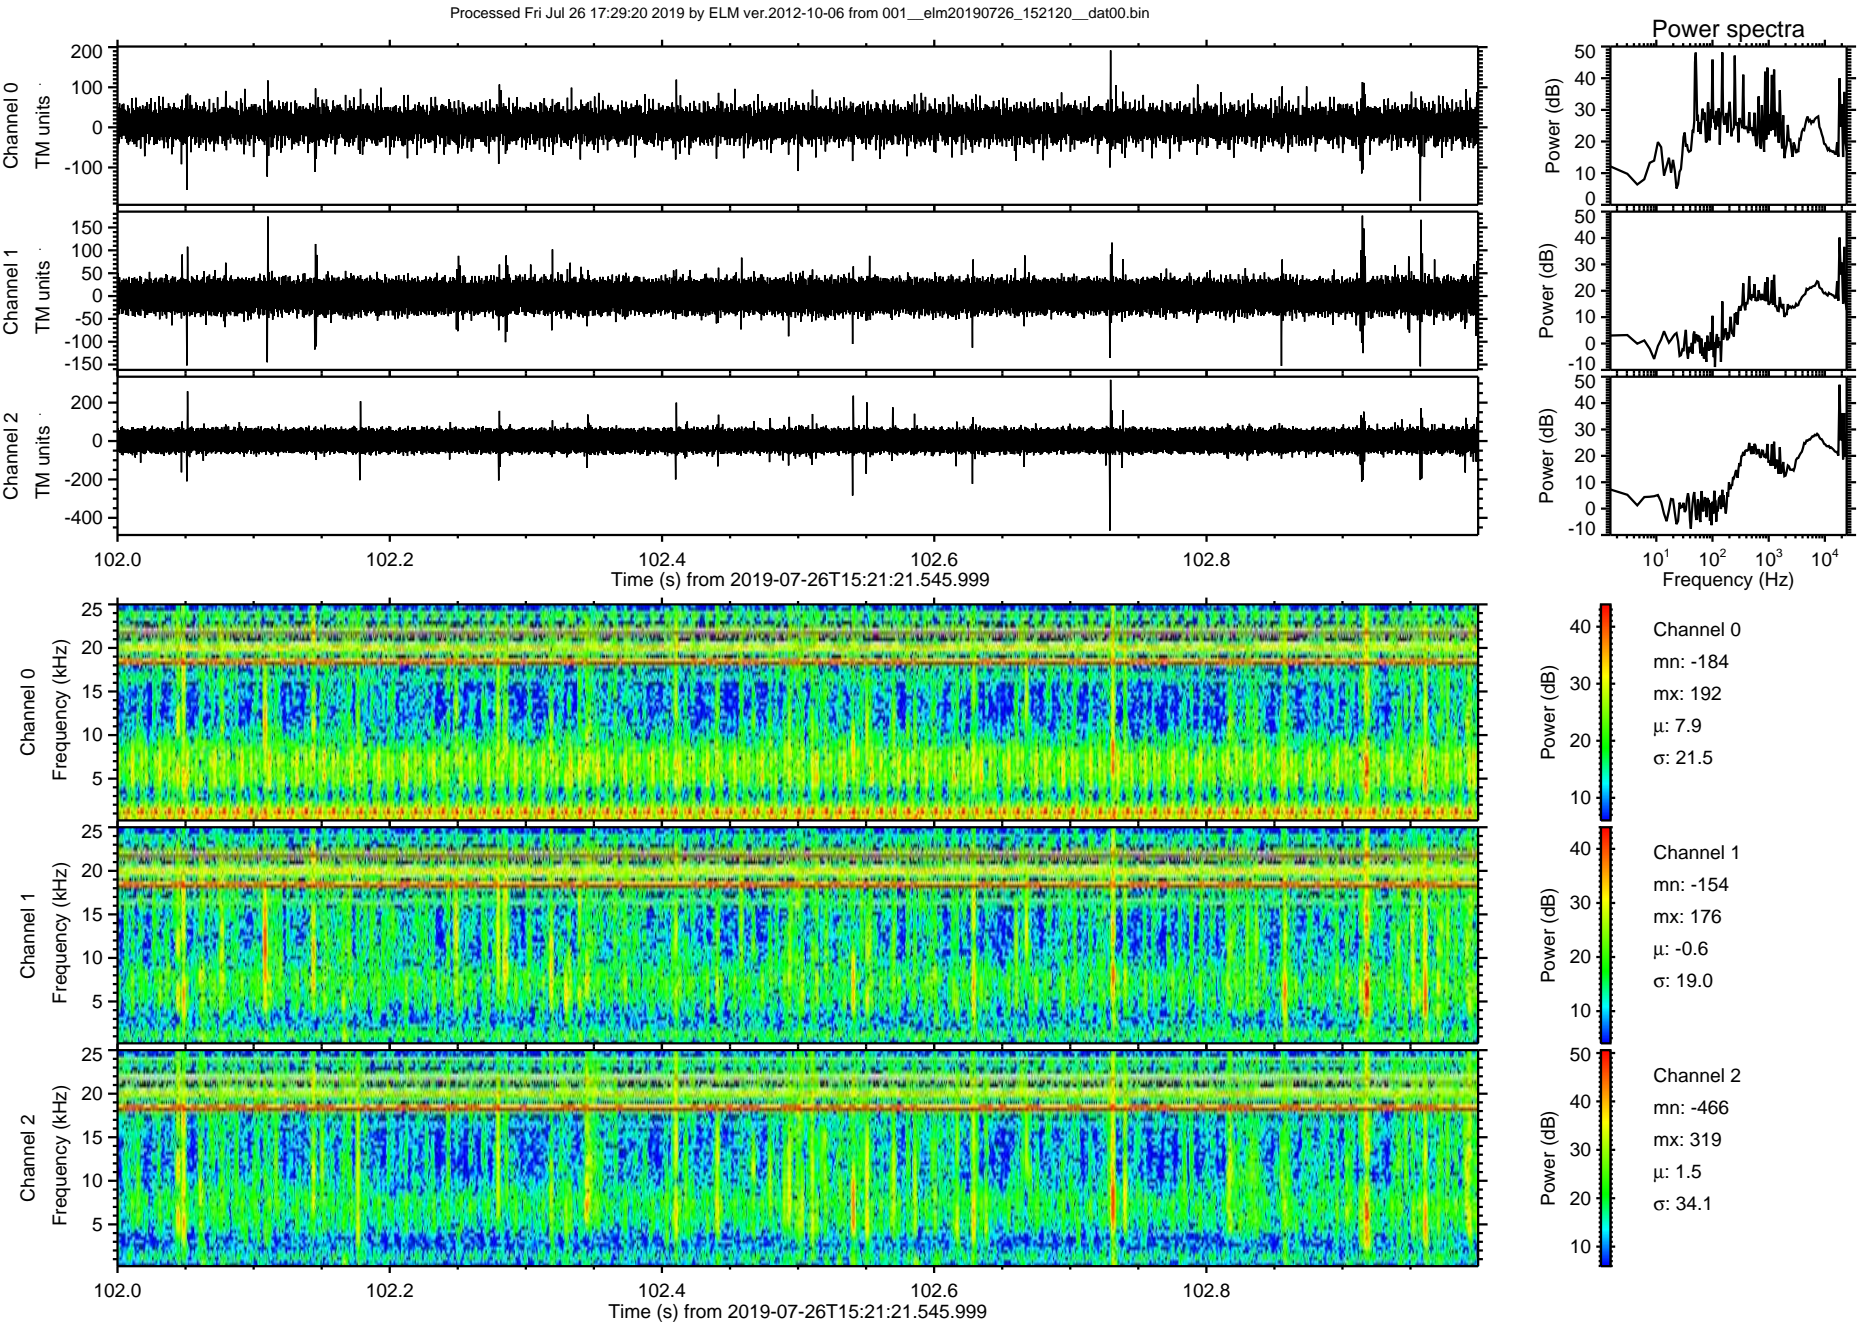 Processed Fri Jul 26 17:29:20 2019 by ELM ver.2012-10-06 from 001__elm20190726_152120__dat00.bin
Power spectra
Channel 0
TM units
200
100
0
-100
Power (dB)
50
40
30
20
10
0
Channel 1
TM units
150
100
50
0
-50
-100
-150
Power (dB)
50
40
30
20
10
0
-10
Channel 2
TM units
200
0
-200
-400
Power (dB)
50
40
30
20
10
0
-10
102.0 102.2 102.4 102.6 102.8
Time (s) from 2019-07-26T15:21:21.545.999
10¹ 10² 10³ 10⁴
Frequency (Hz)
Channel 0
Frequency (kHz)
25
20
15
10
5
Power (dB)
40
30
20
10
Channel 0
mn: -184
mx: 192
μ: 7.9
σ: 21.5
Channel 1
Frequency (kHz)
25
20
15
10
5
Power (dB)
40
30
20
10
Channel 1
mn: -154
mx: 176
μ: -0.6
σ: 19.0
Channel 2
Frequency (kHz)
25
20
15
10
5
Power (dB)
50
40
30
20
10
Channel 2
mn: -466
mx: 319
μ: 1.5
σ: 34.1
102.0 102.2 102.4 102.6 102.8
Time (s) from 2019-07-26T15:21:21.545.999